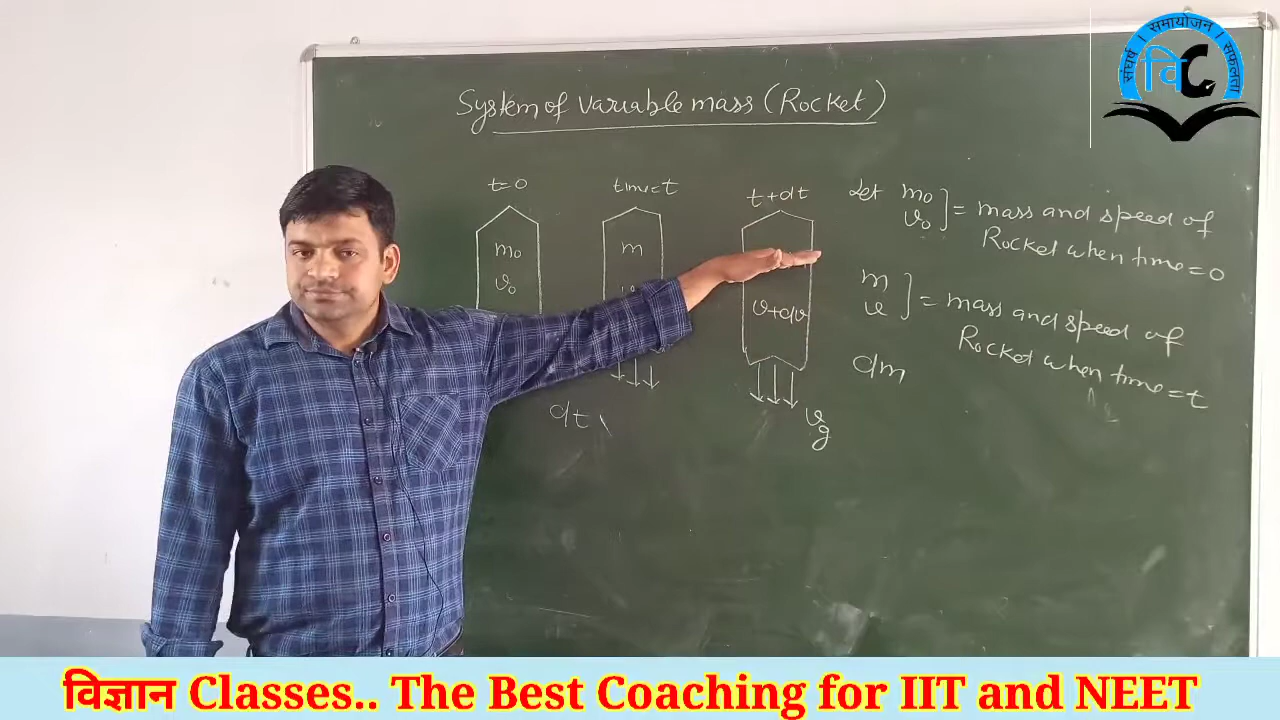 संघर्ष । समायोजन । सफलता
वि C
System of variable mass (Rocket)
t=0
time=t
t+dt
m₀
v₀
m
v+dv
dt
v_g
Let m₀
v₀ ] = mass and speed of
Rocket when time=0
m
v ] = mass and speed of
Rocket when time=t
dm
विज्ञान Classes.. The Best Coaching for IIT and NEET